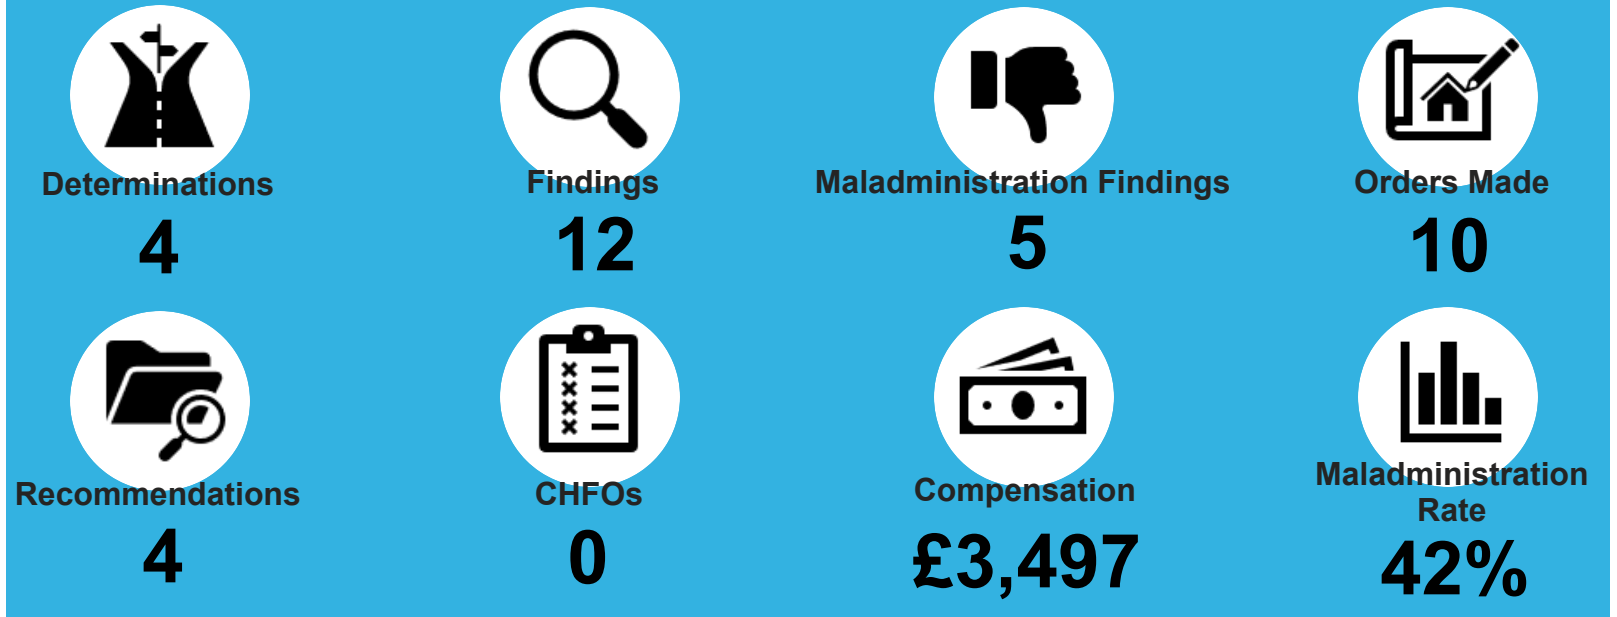 Determinations
4
Findings
12
Maladministration Findings
5
Orders Made
10
Recommendations
4
CHFOs
0
Compensation
£3,497
Maladministration
Rate
42%